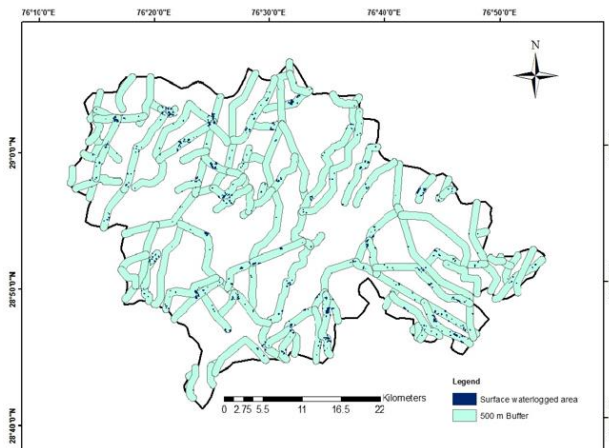 76°10'0"E 76°20'0"E 76°30'0"E 76°40'0"E 76°50'0"E
N
29°0'0"N
28°50'0"N
28°40'0"N
Kilometers
0 2.75 5.5 11 16.5 22
Legend
Surface waterlogged area
500 m Buffer